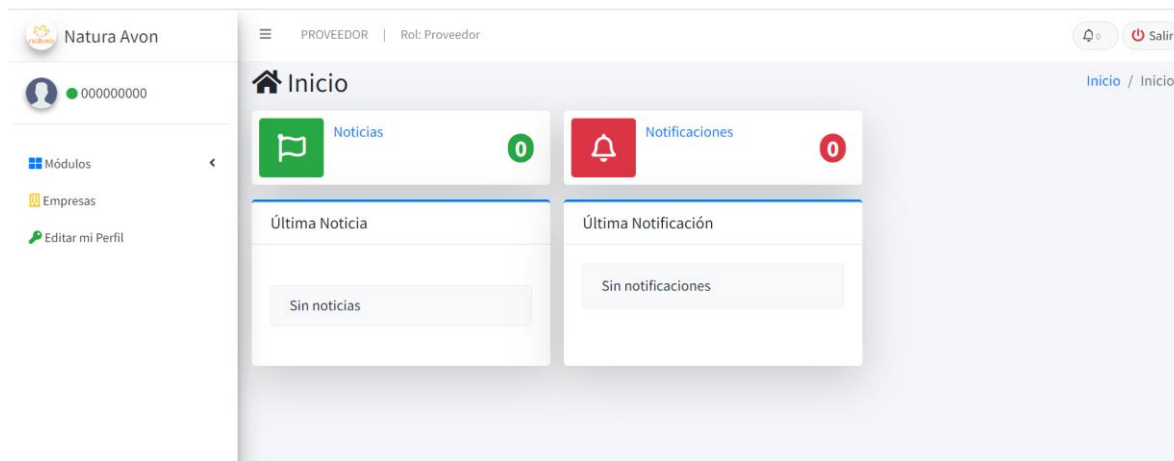 natura
Natura Avon
PROVEEDOR | Rol: Proveedor
0
Salir
000000000
Inicio
Inicio / Inicio
Módulos
Empresas
Editar mi Perfil
Noticias
0
Notificaciones
0
Última Noticia
Sin noticias
Última Notificación
Sin notificaciones